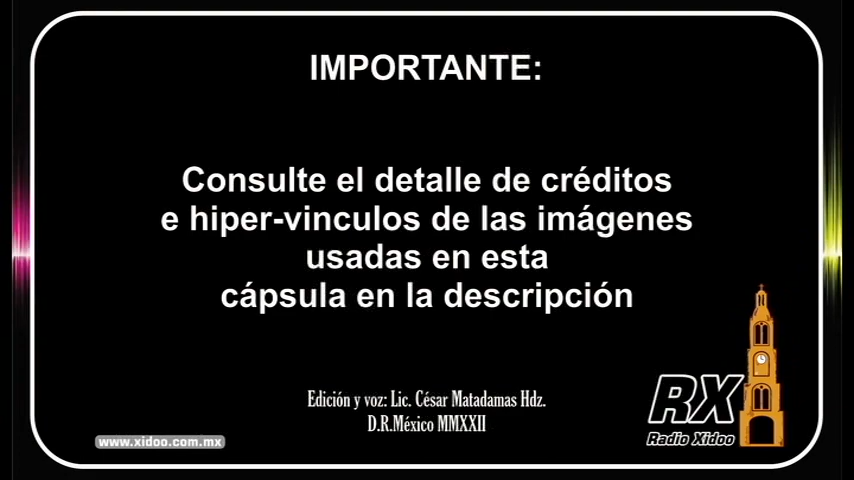 IMPORTANTE:
Consulte el detalle de créditos
e hiper-vinculos de las imágenes
usadas en esta
cápsula en la descripción
Edición y voz: Lic. César Matadamas Hdz.
D.R.México MMXXII
www.xidoo.com.mx
RX
Radio Xidoo